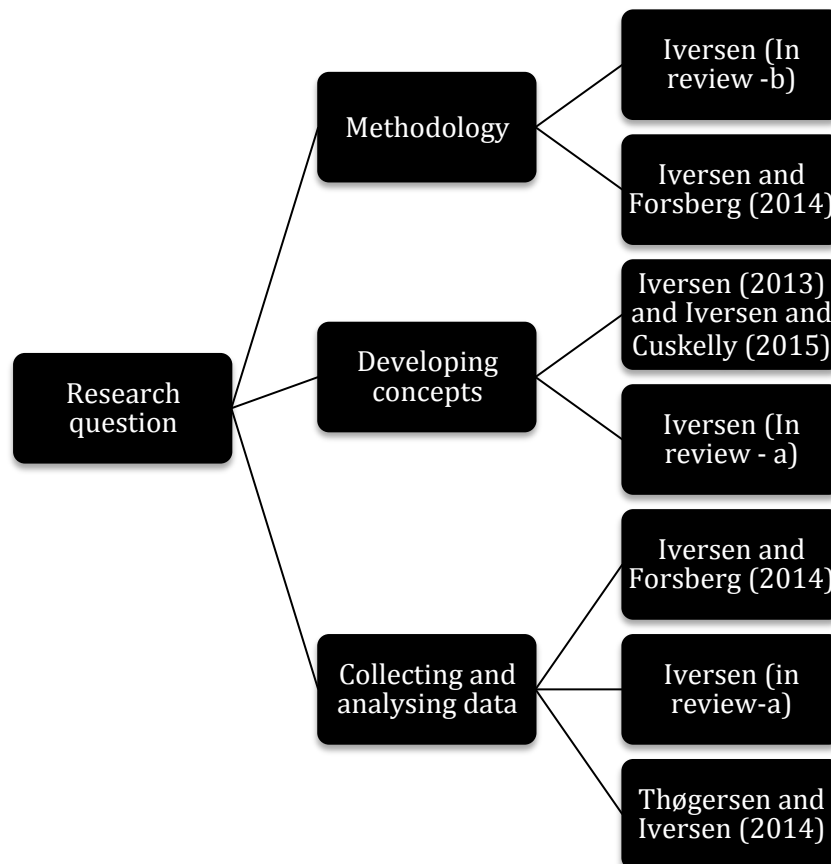 Research
question
Methodology
Iversen (In
review -b)
Iversen and
Forsberg (2014)
Developing
concepts
Iversen (2013)
and Iversen and
Cuskelly (2015)
Iversen (In
review - a)
Collecting and
analysing data
Iversen and
Forsberg (2014)
Iversen (in
review-a)
Thøgersen and
Iversen (2014)